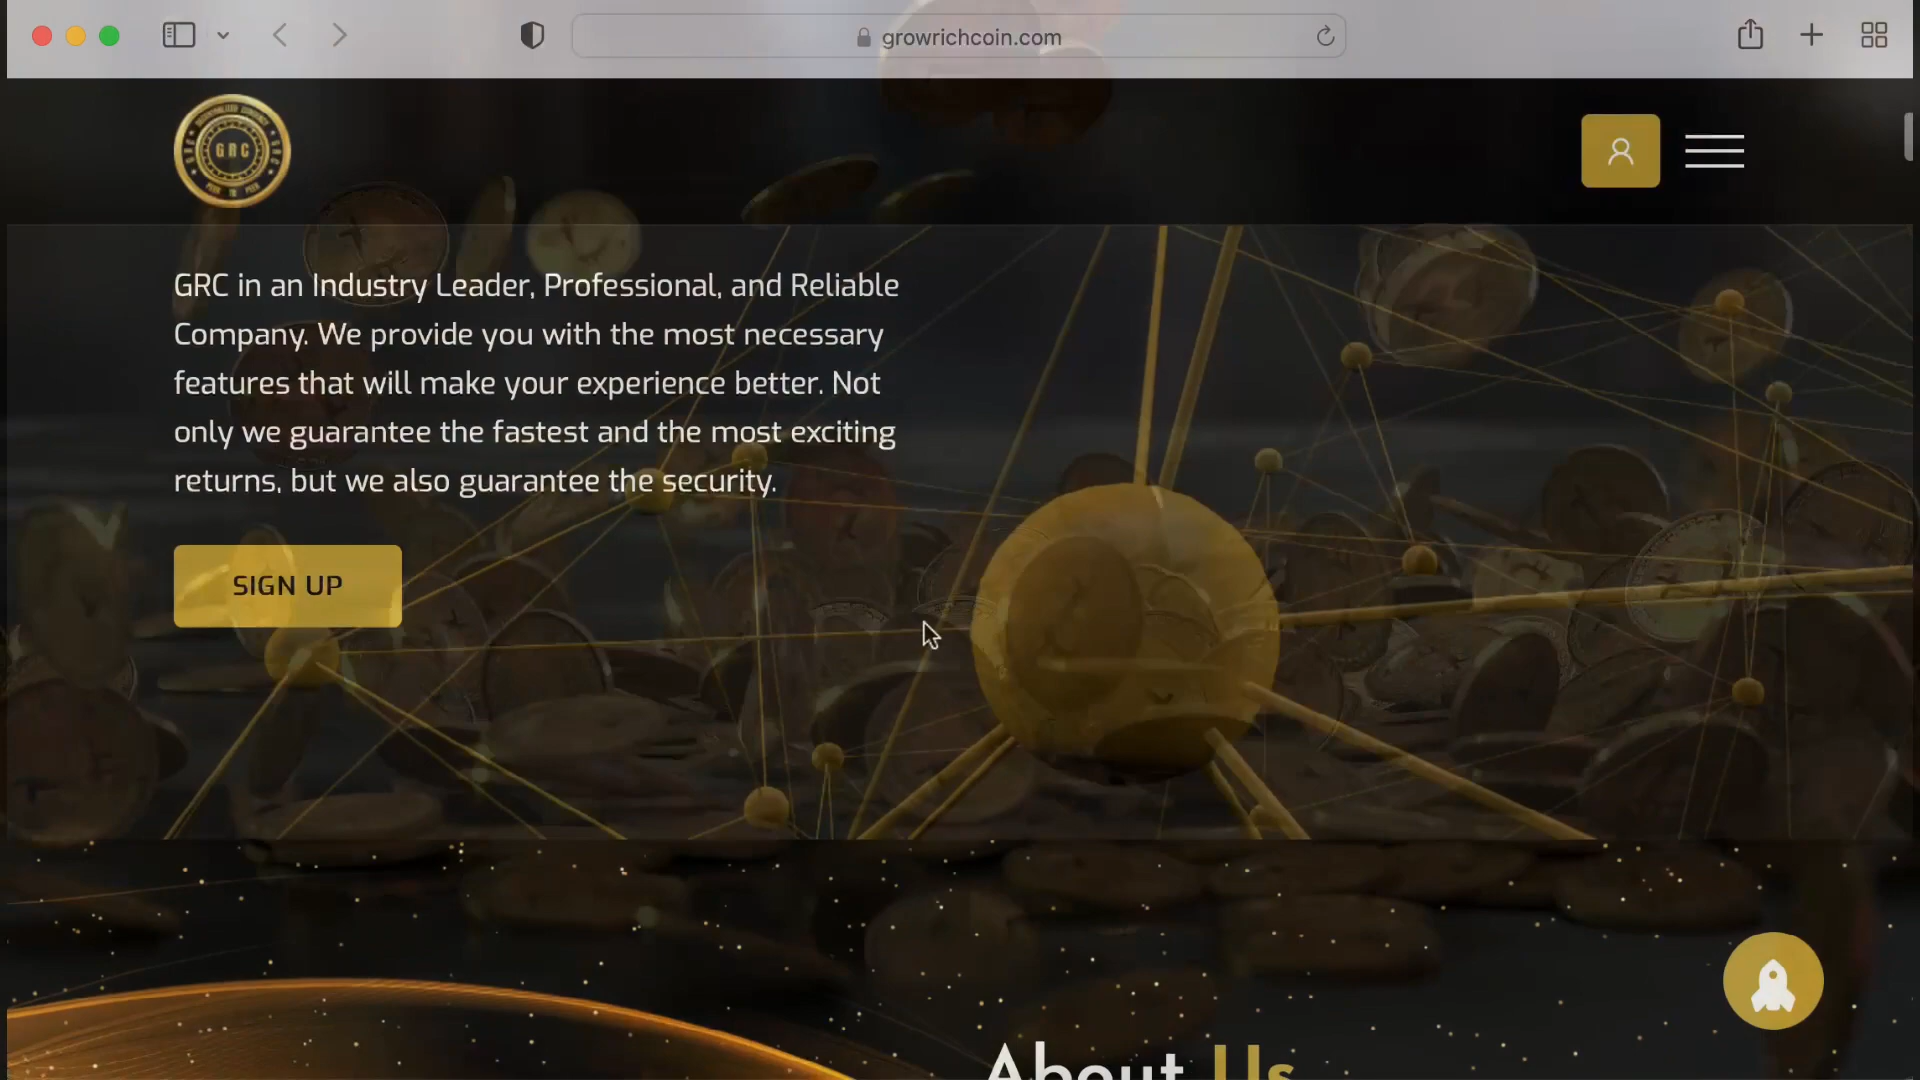 growrichcoin.com
GRC
GRC in an Industry Leader, Professional, and Reliable
Company. We provide you with the most necessary
features that will make your experience better. Not
only we guarantee the fastest and the most exciting
returns, but we also guarantee the security.
SIGN UP
About Us